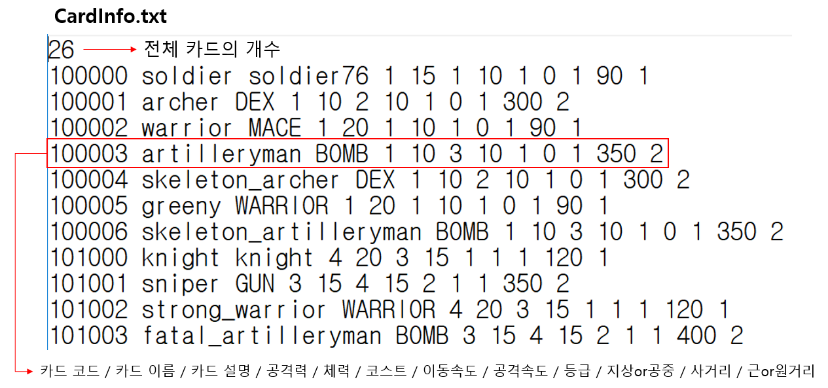 CardInfo.txt
26 전체 카드의 개수
100000 soldier soldier76 1 15 1 10 1 0 1 90 1
100001 archer DEX 1 10 2 10 1 0 1 300 2
100002 warrior MACE 1 20 1 10 1 0 1 90 1
100003 artilleryman BOMB 1 10 3 10 1 0 1 350 2
100004 skeleton_archer DEX 1 10 2 10 1 0 1 300 2
100005 greeny WARRIOR 1 20 1 10 1 0 1 90 1
100006 skeleton_artilleryman BOMB 1 10 3 10 1 0 1 350 2
101000 knight knight 4 20 3 15 1 1 1 120 1
101001 sniper GUN 3 15 4 15 2 1 1 350 2
101002 strong_warrior WARRIOR 4 20 3 15 1 1 1 120 1
101003 fatal_artilleryman BOMB 3 15 4 15 2 1 1 400 2
카드 코드 / 카드 이름 / 카드 설명 / 공격력 / 체력 / 코스트 / 이동속도 / 공격속도 / 등급 / 지상or공중 / 사거리 / 근or원거리